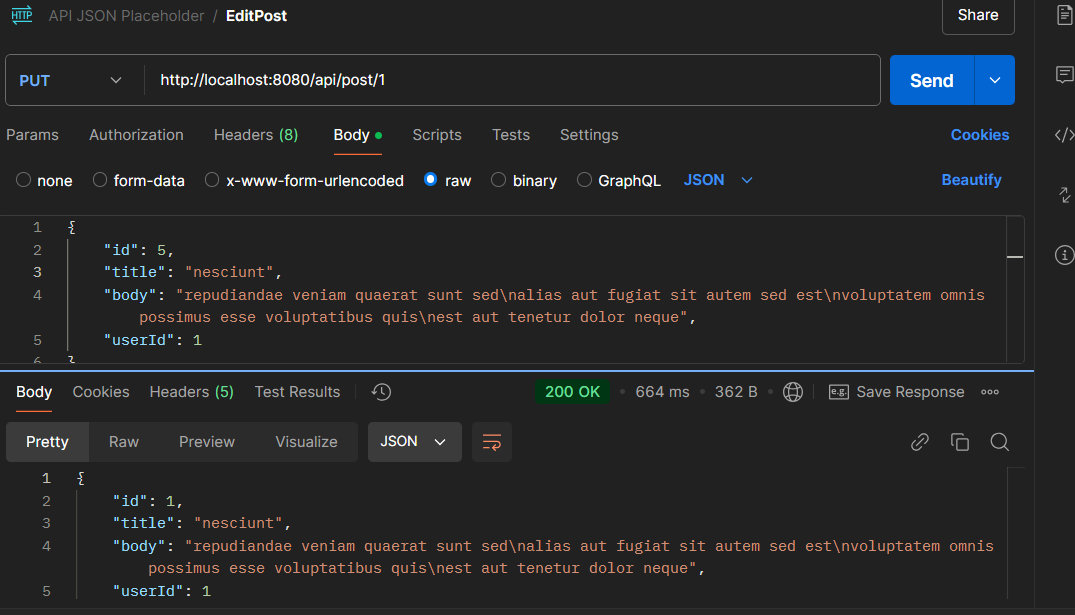 HTTP API JSON Placeholder / EditPost Share
PUT http://localhost:8080/api/post/1 Send
Params Authorization Headers (8) Body Scripts Tests Settings Cookies
none form-data x-www-form-urlencoded raw binary GraphQL JSON Beautify
1 {
2 "id": 5,
3 "title": "nesciunt",
4 "body": "repudiandae veniam quaerat sunt sed\nalias aut fugiat sit autem sed est\nvoluptatem omnis
possimus esse voluptatibus quis\nest aut tenetur dolor neque",
5 "userId": 1
6 }
Body Cookies Headers (5) Test Results 200 OK • 664 ms • 362 B • e.g. Save Response
Pretty Raw Preview Visualize JSON
1 {
2 "id": 1,
3 "title": "nesciunt",
4 "body": "repudiandae veniam quaerat sunt sed\nalias aut fugiat sit autem sed est\nvoluptatem omnis
possimus esse voluptatibus quis\nest aut tenetur dolor neque",
5 "userId": 1